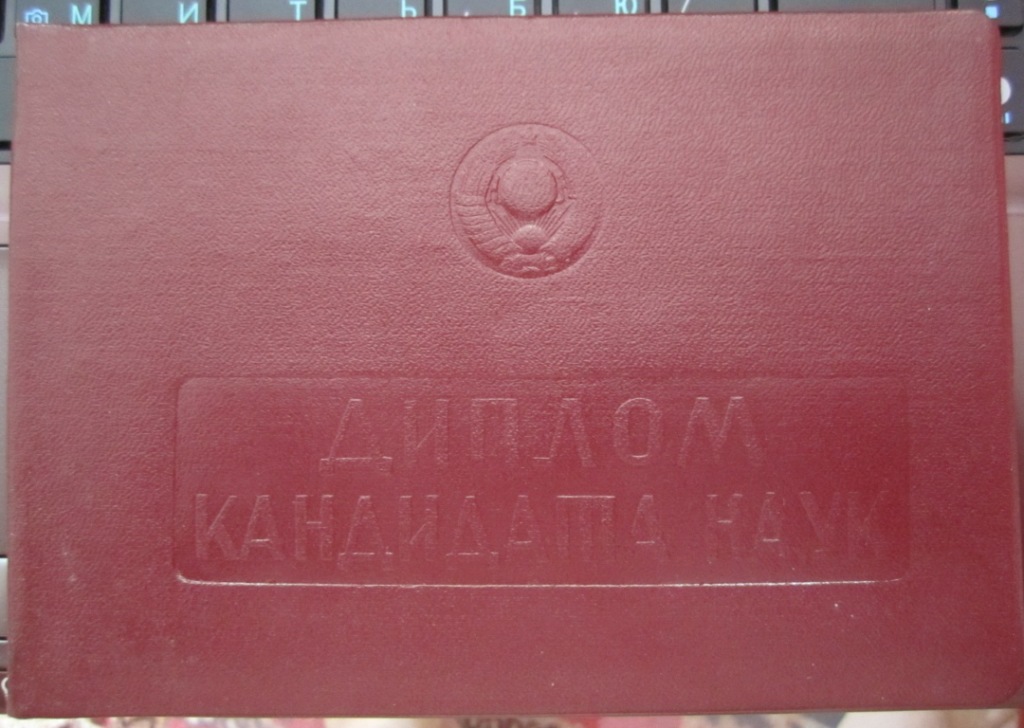 М И Т Ь Б Ю /
ДИПЛОМ
КАНДИДАТА НАУК